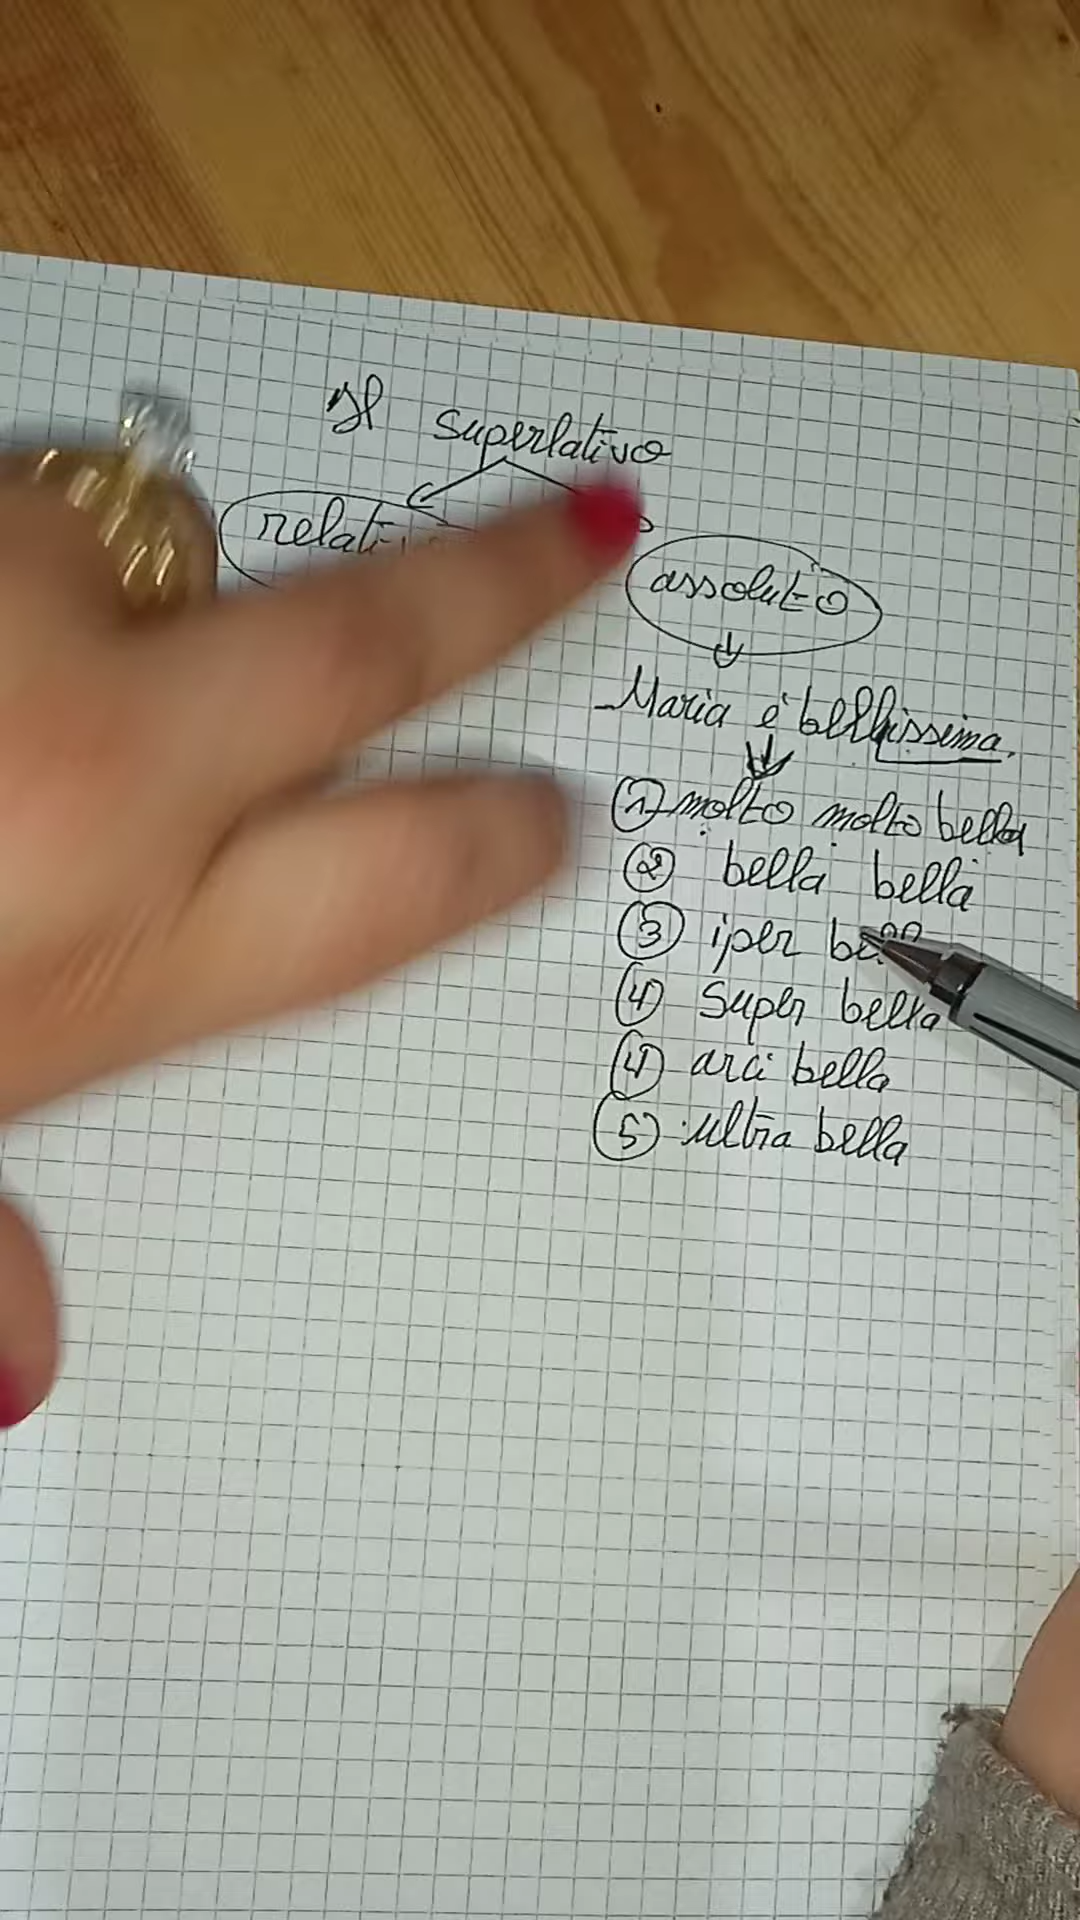 Il superlativo
assoluto
- Maria é bellissima.
① molto molto bella
② bella bella
③ iper
④ super bella
④ arci bella
⑤ ultra bella